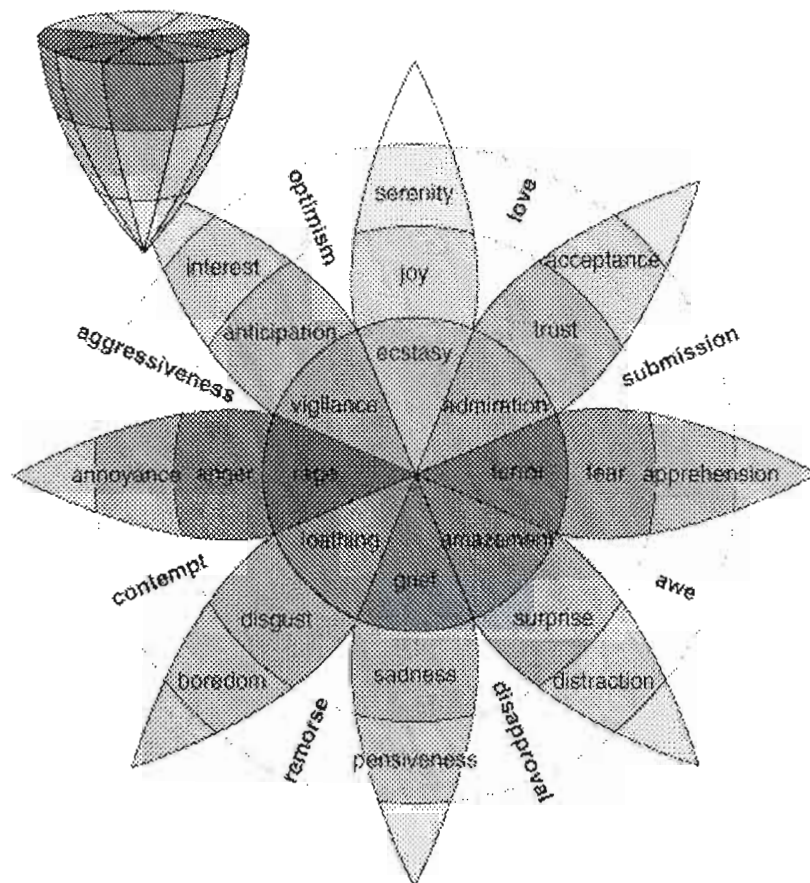 optimism
serenity
love
interest
joy
acceptance
anticipation
trust
aggressiveness
ecstasy
submission
vigilance
admiration
annoyance
anger
rage
terror
fear
apprehension
loathing
amazement
contempt
grief
awe
disgust
surprise
boredom
sadness
distraction
remorse
disapproval
pensiveness